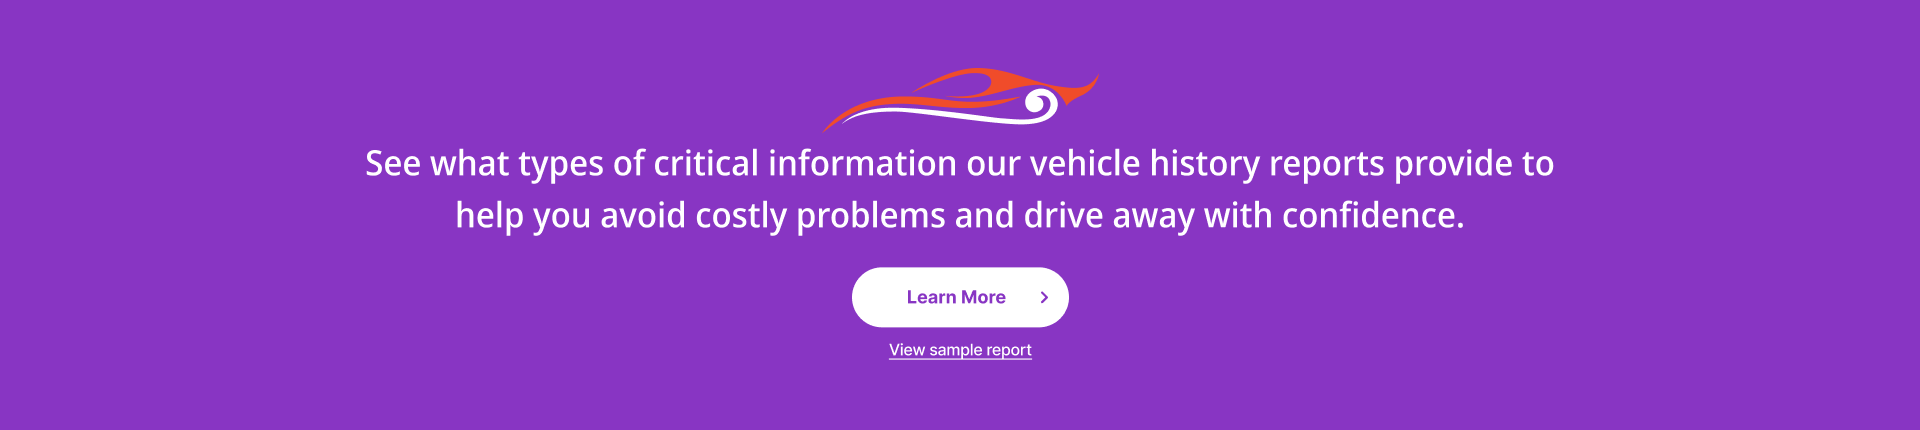 See what types of critical information our vehicle history reports provide to
help you avoid costly problems and drive away with confidence.
Learn More
View sample report